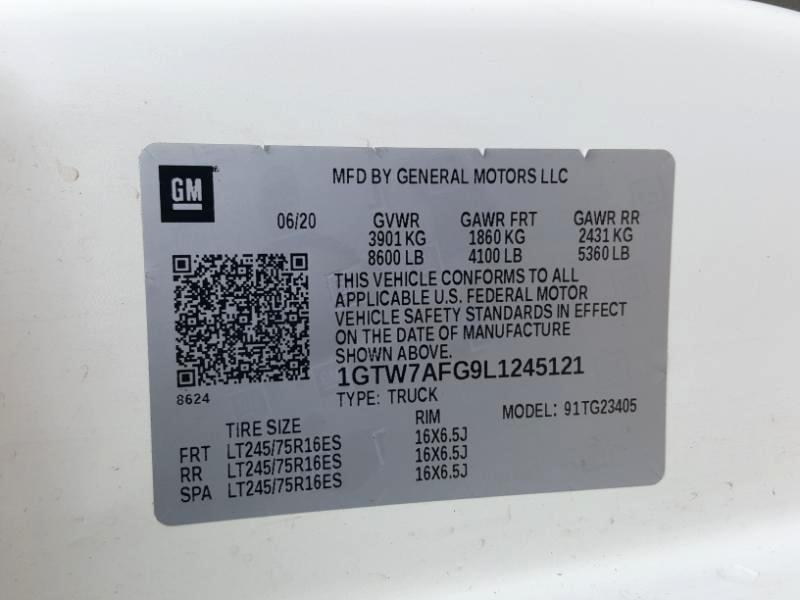 GM
MFD BY GENERAL MOTORS LLC
06/20 GVWR GAWR FRT GAWR RR
3901 KG 1860 KG 2431 KG
8600 LB 4100 LB 5360 LB
THIS VEHICLE CONFORMS TO ALL
APPLICABLE U.S. FEDERAL MOTOR
VEHICLE SAFETY STANDARDS IN EFFECT
ON THE DATE OF MANUFACTURE
SHOWN ABOVE.
1GTW7AFG9L1245121
8624
TYPE: TRUCK
MODEL: 91TG23405
TIRE SIZE RIM
FRT LT245/75R16ES 16X6.5J
RR LT245/75R16ES 16X6.5J
SPA LT245/75R16ES 16X6.5J